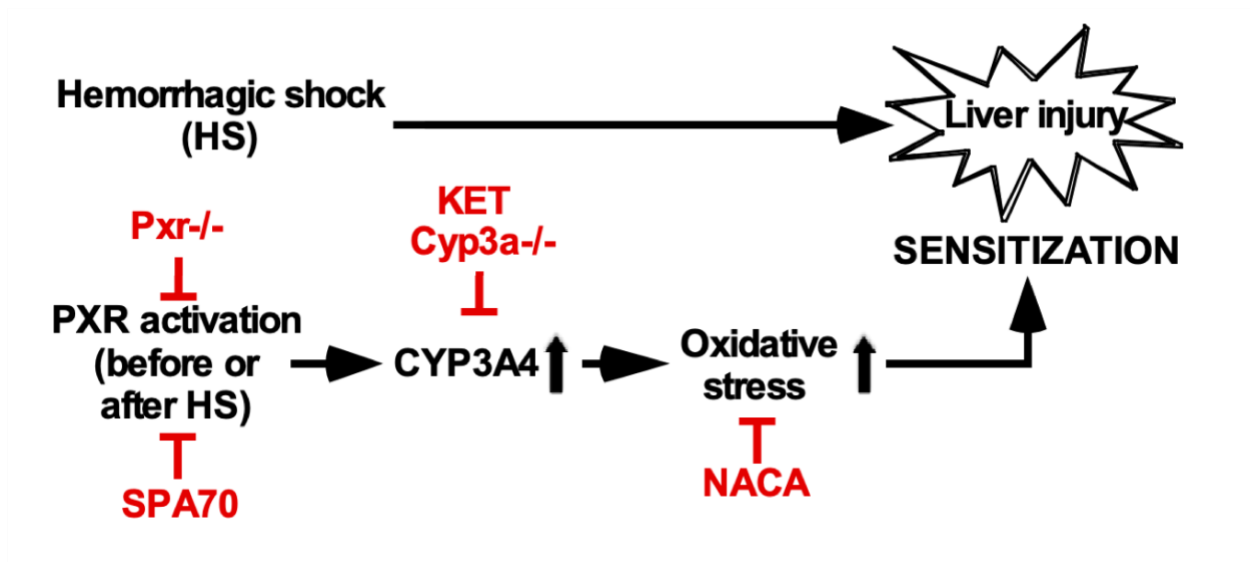 Hemorrhagic shock
(HS)
Liver injury
KET
Pxr-/-
Cyp3a-/-
SENSITIZATION
PXR activation
(before or
after HS)
CYP3A4
Oxidative
stress
SPA70
NACA